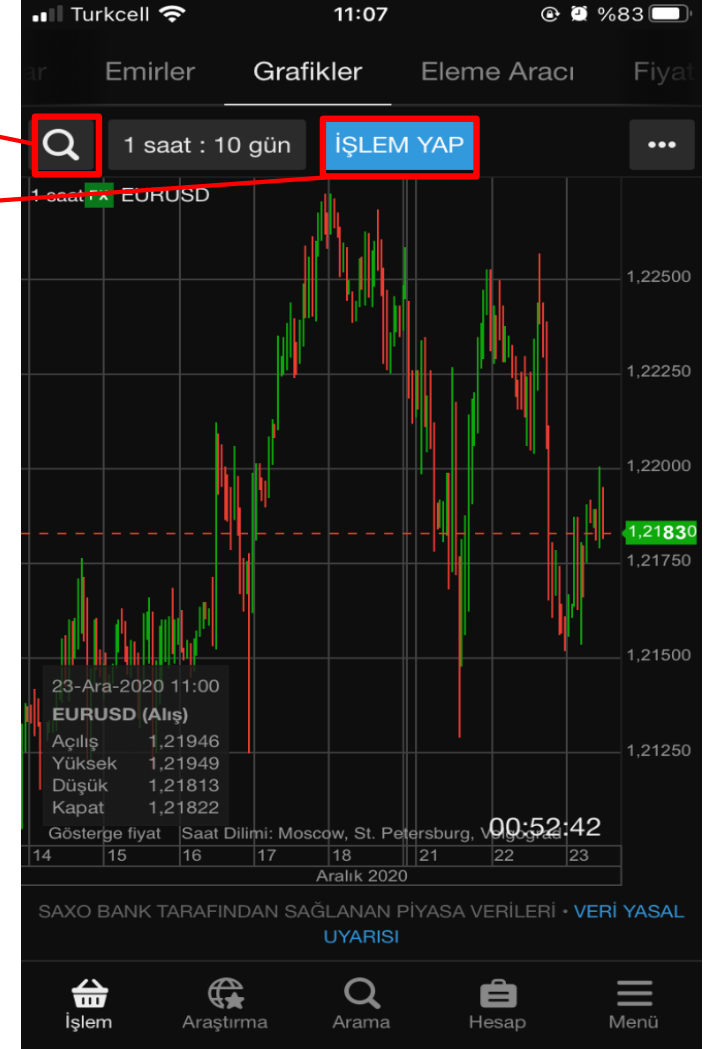 Turkcell 11:07 %83
ar Emirler Grafikler Eleme Aracı Fiyat
1 saat : 10 gün İŞLEM YAP
1 saat FX EURUSD
1,22500
1,22250
1,22000
1,21830
1,21750
1,21500
1,21250
23-Ara-2020 11:00
EURUSD (Alış)
Açılış 1,21946
Yüksek 1,21949
Düşük 1,21813
Kapat 1,21822
00:52:42
Gösterge fiyat Saat Dilimi: Moscow, St. Petersburg, Volgograd
14 15 16 17 18 21 22 23
Aralık 2020
SAXO BANK TARAFINDAN SAĞLANAN PİYASA VERİLERİ • VERİ YASAL
UYARISI
İşlem Araştırma Arama Hesap Menü